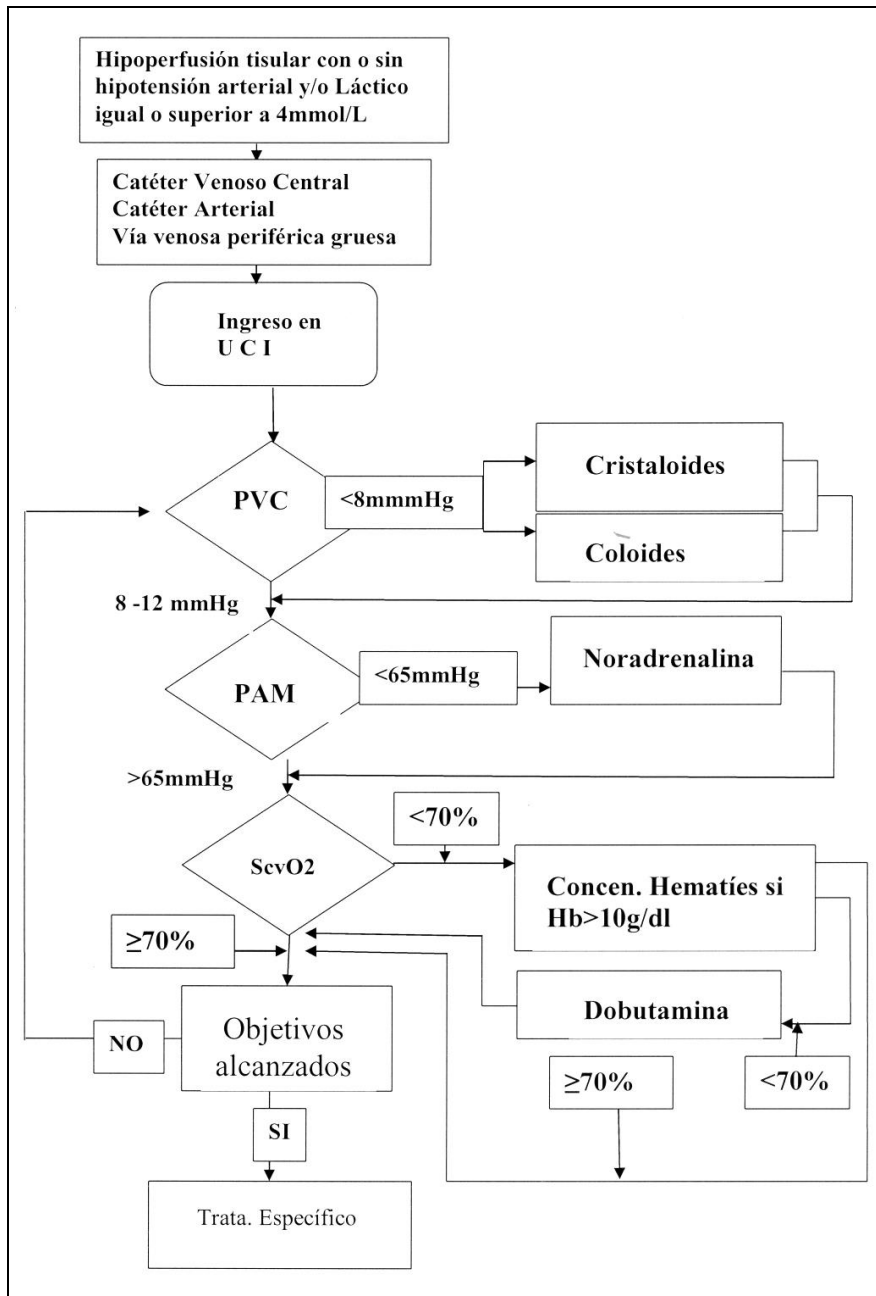 Hipoperfusión tisular con o sin
hipotensión arterial y/o Láctico
igual o superior a 4mmol/L
Catéter Venoso Central
Catéter Arterial
Vía venosa periférica gruesa
Ingreso en
U C I
PVC
<8mmmHg
Cristaloides
Coloides
8 -12 mmHg
PAM
<65mmHg
Noradrenalina
>65mmHg
ScvO2
<70%
Concen. Hematíes si
Hb>10g/dl
≥70%
Dobutamina
Objetivos
alcanzados
NO
≥70%
<70%
SI
Trata. Específico